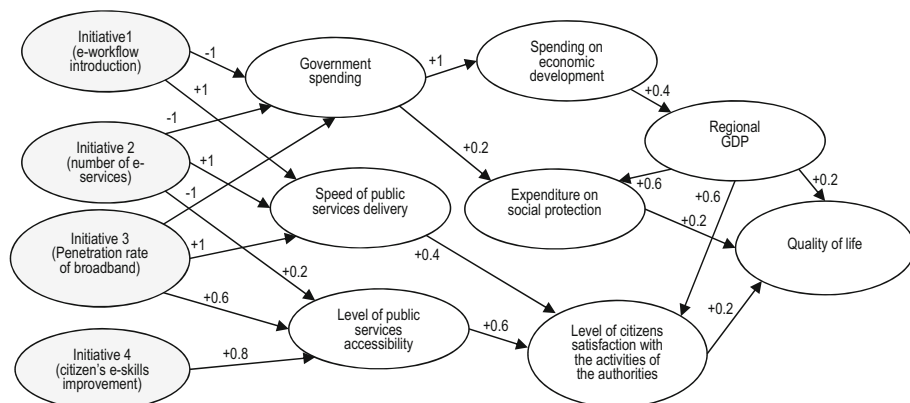 Initiative1
(e-workflow
introduction)
-1
+1
Government
spending
+1
Spending on
economic
development
+0.4
Initiative 2
(number of e-
services)
-1
+1
-1
+0.2
Speed of public
services delivery
+0.2
Regional
GDP
+0.6
+0.6
+0.2
Expenditure on
social protection
+0.2
Quality of life
Initiative 3
(Penetration rate
of broadband)
+1
+0.6
+0.4
Level of public
services
accessibility
+0.6
Level of citizens
satisfaction with
the activities of
the authorities
+0.2
Initiative 4
(citizen's e-skills
improvement)
+0.8